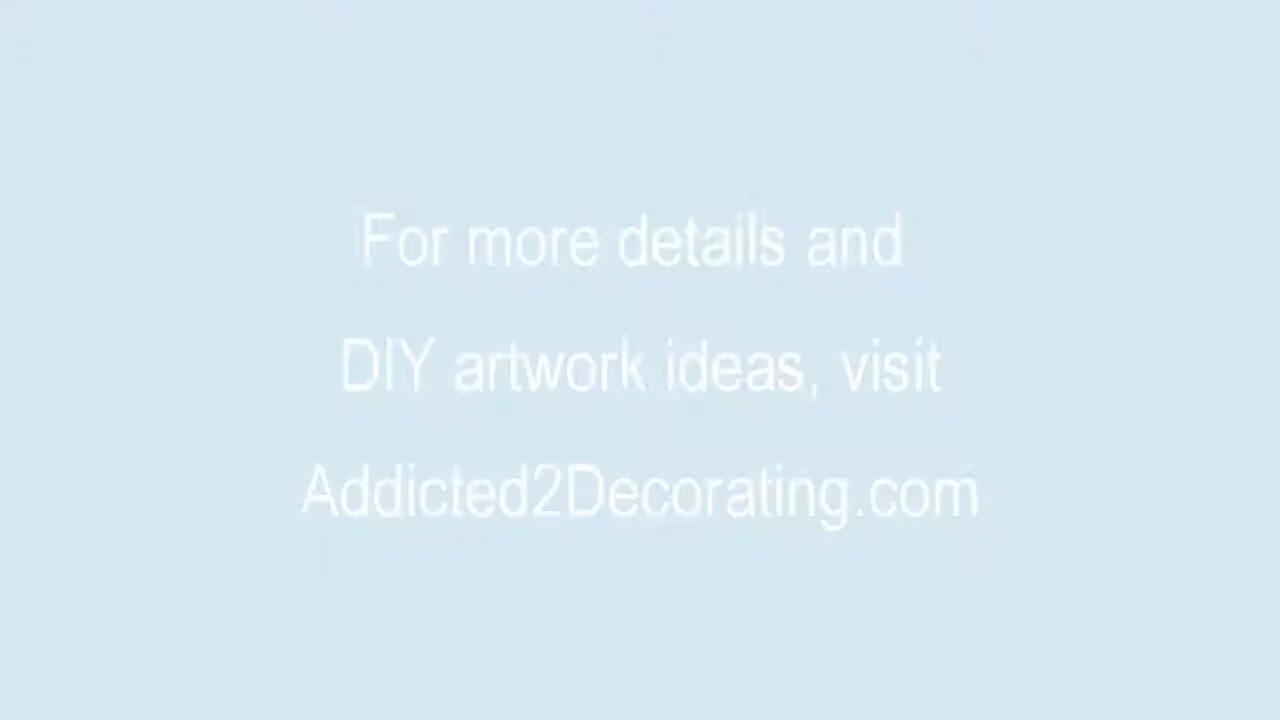 For more details and
DIY artwork ideas, visit
Addicted2Decorating.com